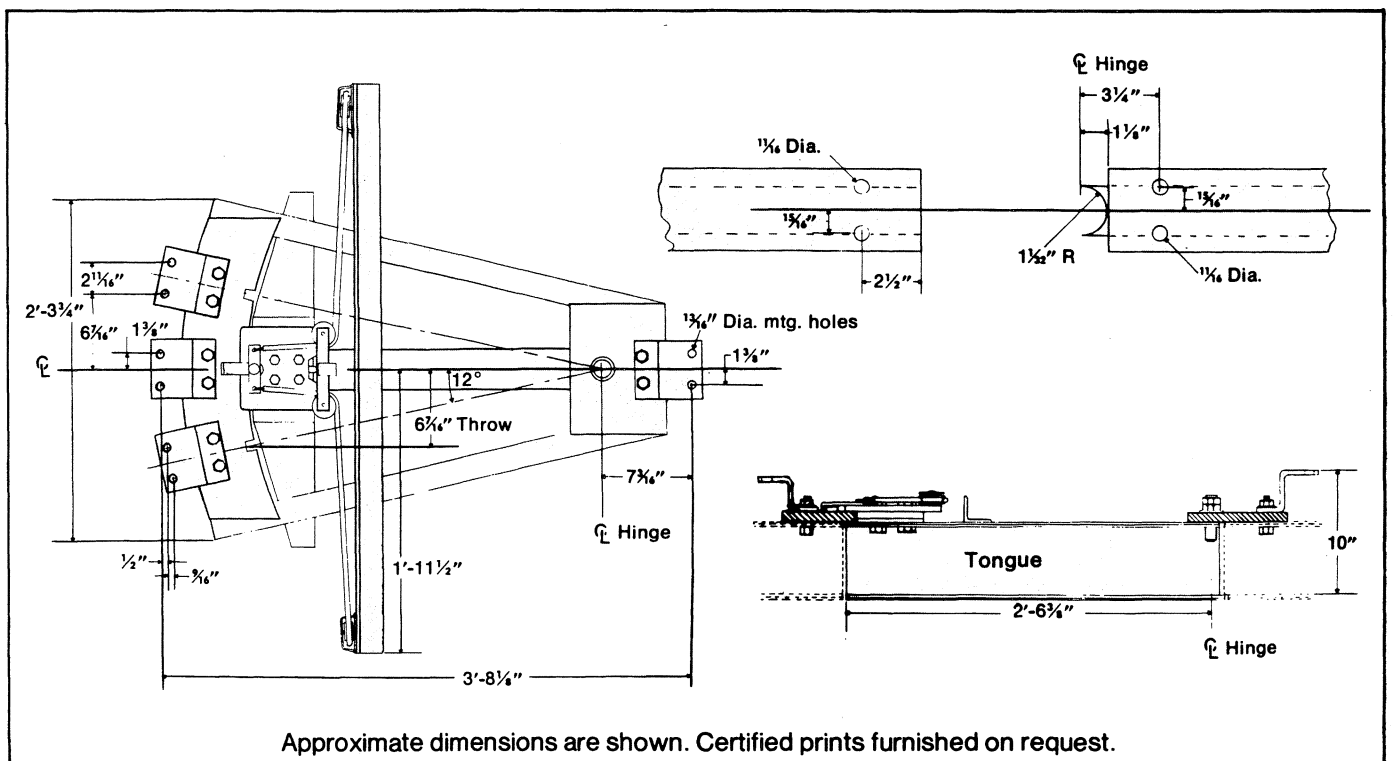 ℄ Hinge
3¼″
1⅛″
¹¹⁄₁₆ Dia.
¹⁵⁄₁₆″
¹⁵⁄₁₆″
1¹⁄₃₂″ R
¹¹⁄₁₆ Dia.
2½″
2¹¹⁄₁₆″
2′-3¾″
6⁷⁄₁₆″
1⅜″
℄
¹³⁄₁₆″ Dia. mtg. holes
1⅜″
12°
6⁷⁄₁₆″ Throw
7³⁄₁₆″
℄ Hinge
½″
⁹⁄₁₆″
1′-11½″
3′-8⅛″
Tongue
10″
2′-6⅜″
℄ Hinge
Approximate dimensions are shown. Certified prints furnished on request.